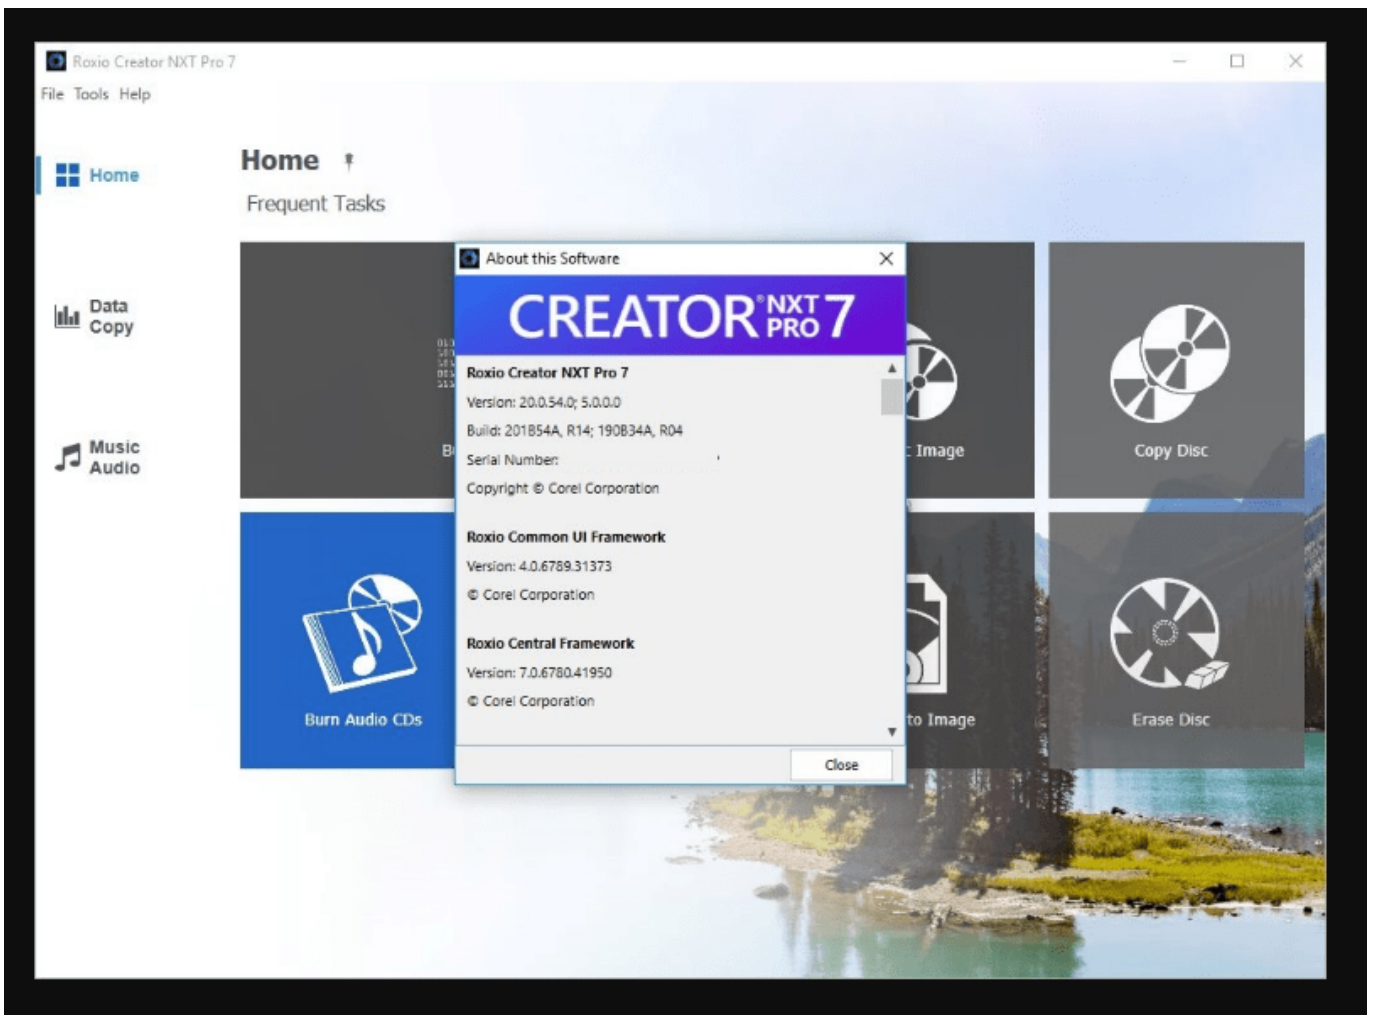 Roxio Creator NXT Pro 7
File Tools Help
Home
Data
Copy
Music
Audio
Home
Frequent Tasks
About this Software
CREATOR® NXT PRO 7
Roxio Creator NXT Pro 7
Version: 20.0.54.0; 5.0.0.0
Build: 201B54A, R14; 190B34A, R04
Serial Number:
Copyright © Corel Corporation
Roxio Common UI Framework
Version: 4.0.6789.31373
© Corel Corporation
Roxio Central Framework
Version: 7.0.6780.41950
© Corel Corporation
Close
Image
Copy Disc
Burn Audio CDs
to Image
Erase Disc